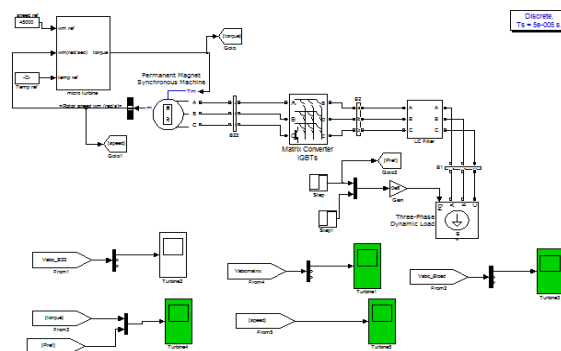 speed ref
45000
wm ref
wm(rad/sec)
torque
temp ref
-C-
Temp ref
micro turbine
[torque]
Goto
Discrete,
Ts = 5e-005 s.
Permanent Magnet
Synchronous Machine
Tm
m
A
B
C
<Rotor speed wm (rad/s)>
[speed]
Goto1
B22
A
B
C
Matrix Converter
IGBTs
B2
A
B
C
LC Filter
B1
[Pref]
Goto2
Step
Step1
Gain
PQ
A
B
C
Three-Phase
Dynamic Load
Vabc_B22
From1
Turbine2
Vabcmatrix
From4
Turbine1
Vabc_Bload
From2
[torque]
From3
[Pref]
Turbine4
[speed]
From5